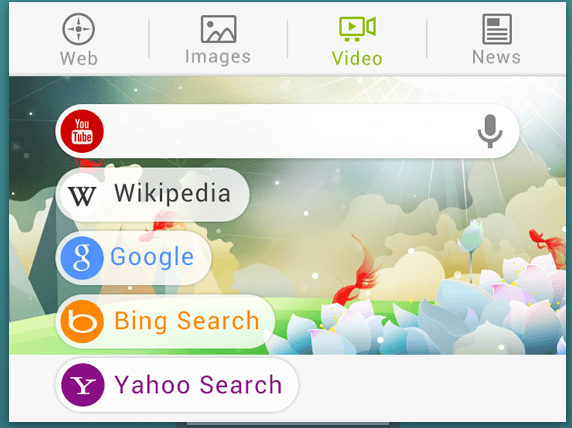 Web
Images
Video
News
You
Tube
W Wikipedia
g Google
b Bing Search
Y Yahoo Search